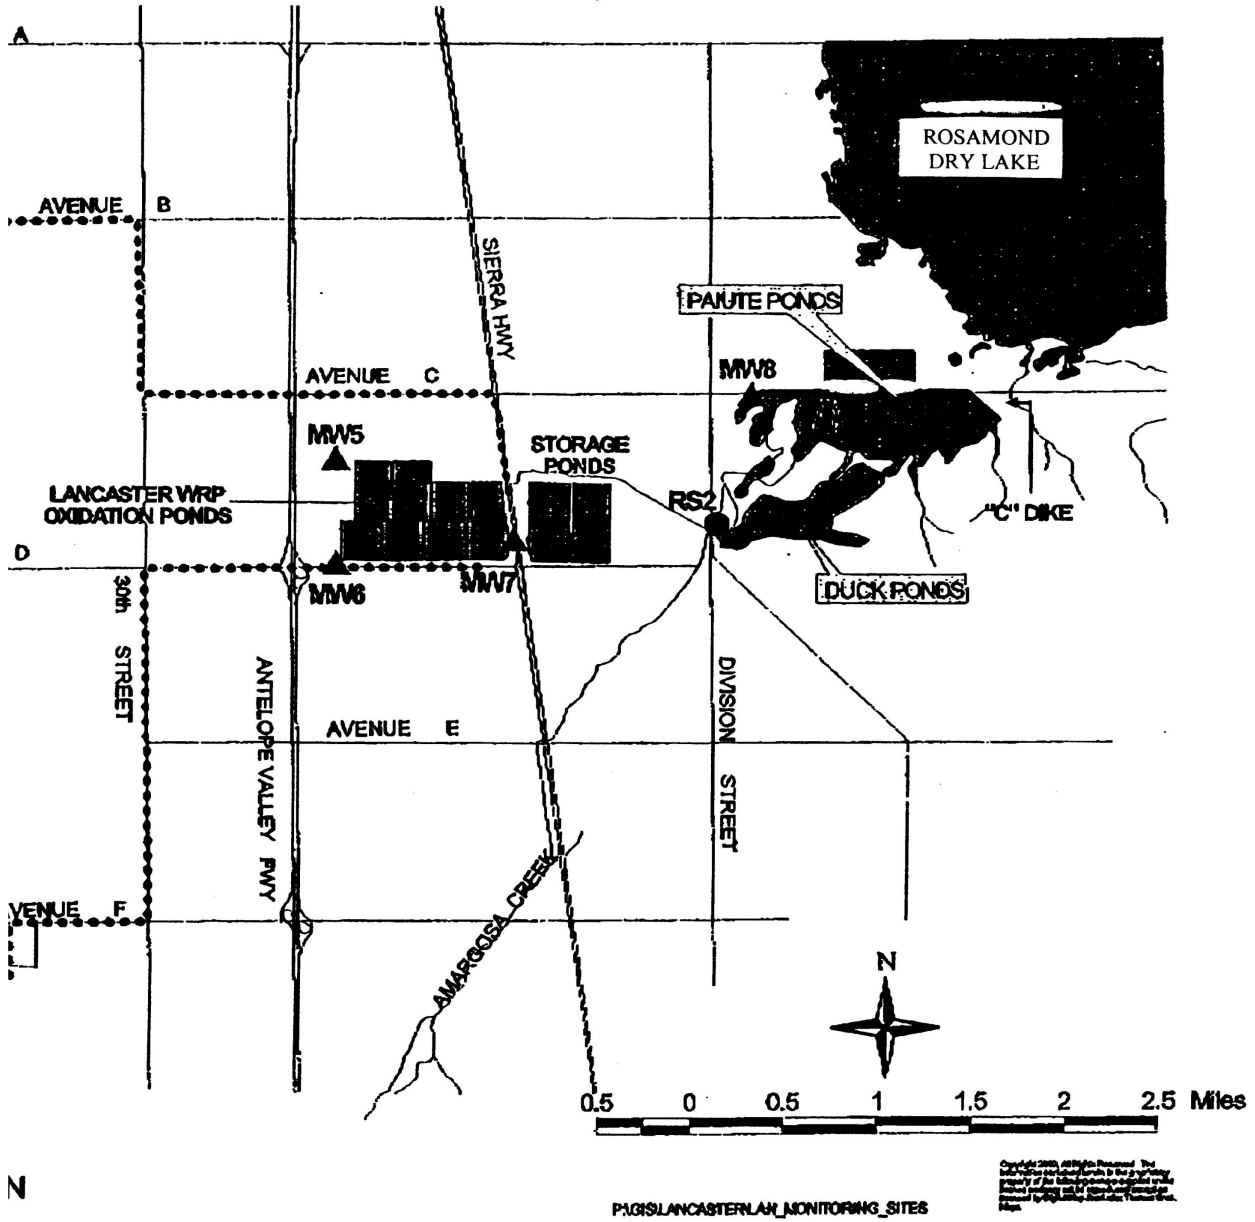 A
ROSAMOND
DRY LAKE
AVENUE B
SIERRA HWY
PAIUTE PONDS
MW8
AVENUE C
MW5
STORAGE
PONDS
LANCASTER WRP
OXIDATION PONDS
RS2
"C" DIKE
D
MW6
MW7
DUCK PONDS
30th STREET
ANTELOPE VALLEY FWY
DIVISION STREET
AVENUE E
VENUE F
AMARGOSA CREEK
N
0.5 0 0.5 1 1.5 2 2.5 Miles
N
P:\GIS\LANCASTER\LAN_MONITORING_SITES